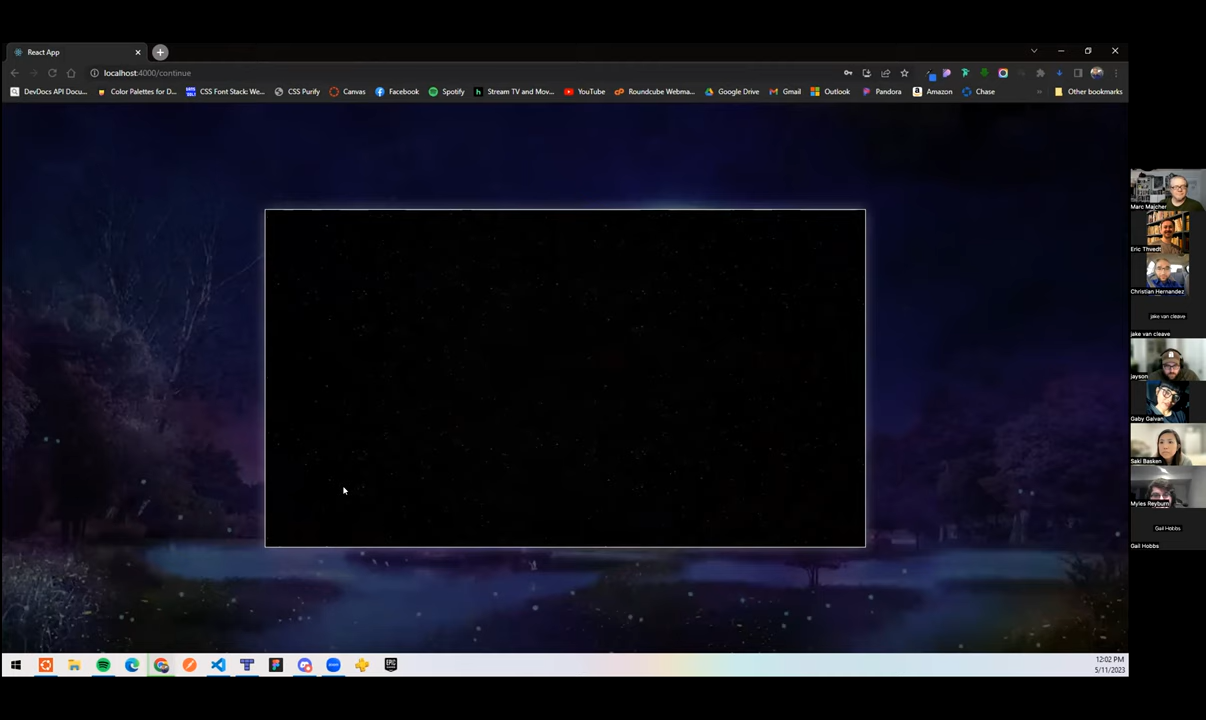 React App
localhost:4000/continue
DevDocs API Docu...
Color Palettes for D...
CSS Font Stack: We...
CSS Purify
Canvas
Facebook
Spotify
Stream TV and Mov...
YouTube
Roundcube Webma...
Google Drive
Gmail
Outlook
Pandora
Amazon
Chase
Other bookmarks
Marc Majcher
Eric Thvedt
Christian Hernandez
jake van cleave
jake van cleave
jayson
Gaby Galvan
Saki Basken
Myles Reyburn
Gail Hobbs
Gail Hobbs
EPIC
12:02 PM
5/11/2023